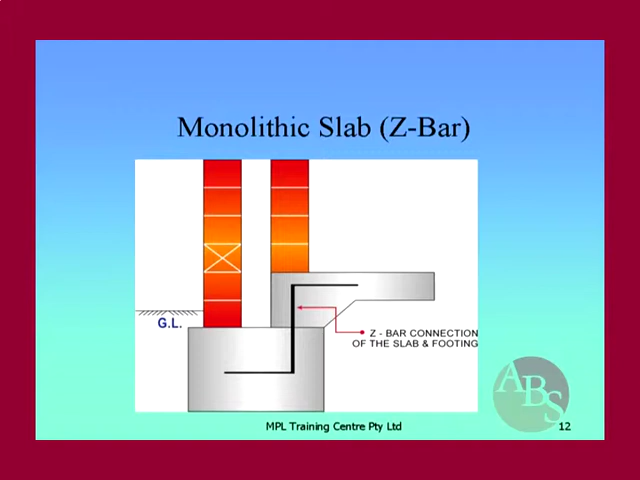 Monolithic Slab (Z-Bar)
G.L.
Z - BAR CONNECTION
OF THE SLAB & FOOTING
ABS
MPL Training Centre Pty Ltd
12